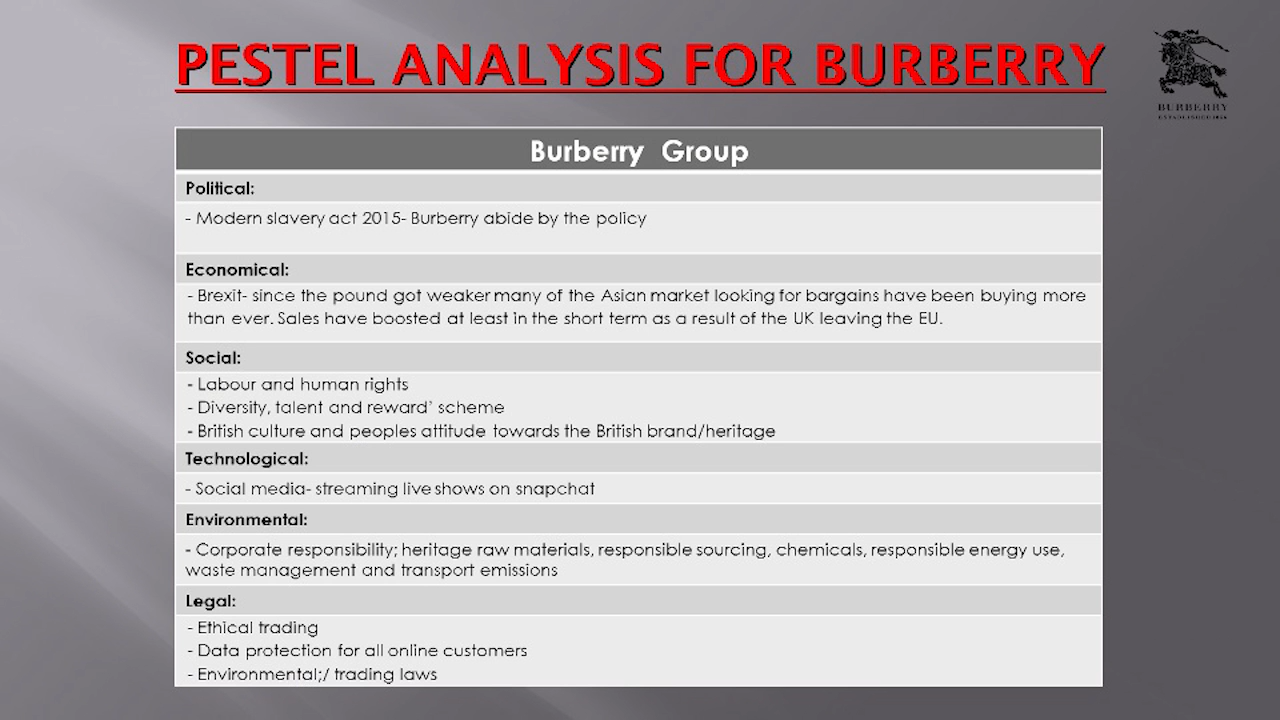 PESTEL ANALYSIS FOR BURBERRY
BURBERRY
ESTABLISHED 1856
Burberry Group
Political:
- Modern slavery act 2015- Burberry abide by the policy
Economical:
- Brexit- since the pound got weaker many of the Asian market looking for bargains have been buying more
than ever. Sales have boosted at least in the short term as a result of the UK leaving the EU.
Social:
- Labour and human rights
- Diversity, talent and reward' scheme
- British culture and peoples attitude towards the British brand/heritage
Technological:
- Social media- streaming live shows on snapchat
Environmental:
- Corporate responsibility; heritage raw materials, responsible sourcing, chemicals, responsible energy use,
waste management and transport emissions
Legal:
- Ethical trading
- Data protection for all online customers
- Environmental;/ trading laws